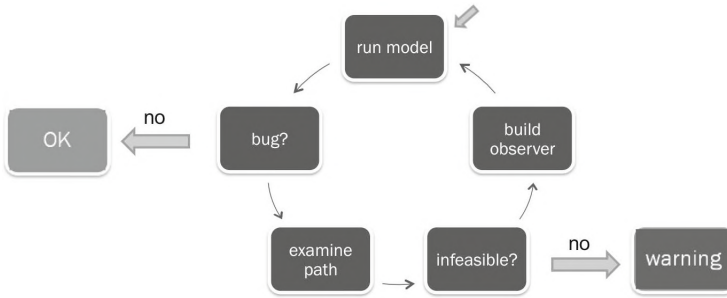 run model
no
OK
bug?
build
observer
examine
path
infeasible?
no
warning